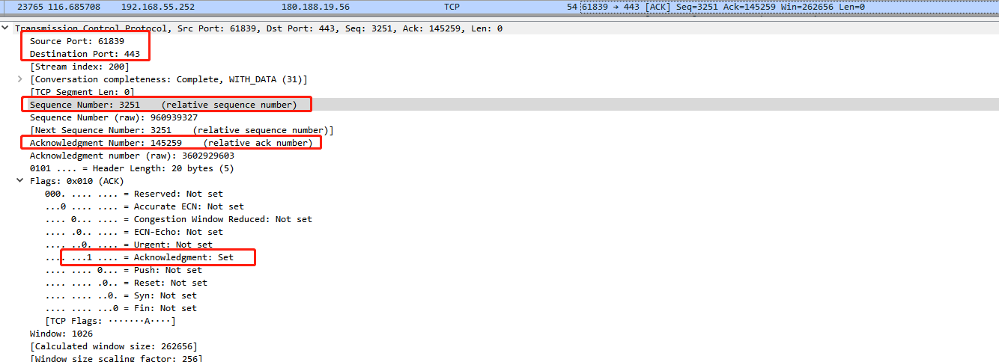 23765 116.685708 192.168.55.252 180.188.19.56 TCP 54 61839 → 443 [ACK] Seq=3251 Ack=145259 Win=262656 Len=0
Transmission Control Protocol, Src Port: 61839, Dst Port: 443, Seq: 3251, Ack: 145259, Len: 0
Source Port: 61839
Destination Port: 443
[Stream index: 200]
[Conversation completeness: Complete, WITH_DATA (31)]
[TCP Segment Len: 0]
Sequence Number: 3251 (relative sequence number)
Sequence Number (raw): 960939327
[Next Sequence Number: 3251 (relative sequence number)]
Acknowledgment Number: 145259 (relative ack number)
Acknowledgment number (raw): 3602929603
0101 .... = Header Length: 20 bytes (5)
Flags: 0x010 (ACK)
000. .... .... = Reserved: Not set
...0 .... .... = Accurate ECN: Not set
.... 0... .... = Congestion Window Reduced: Not set
.... .0.. .... = ECN-Echo: Not set
.... ..0. .... = Urgent: Not set
.... ...1 .... = Acknowledgment: Set
.... .... 0... = Push: Not set
.... .... .0.. = Reset: Not set
.... .... ..0. = Syn: Not set
.... .... ...0 = Fin: Not set
[TCP Flags: ·······A····]
Window: 1026
[Calculated window size: 262656]
[Window size scaling factor: 256]